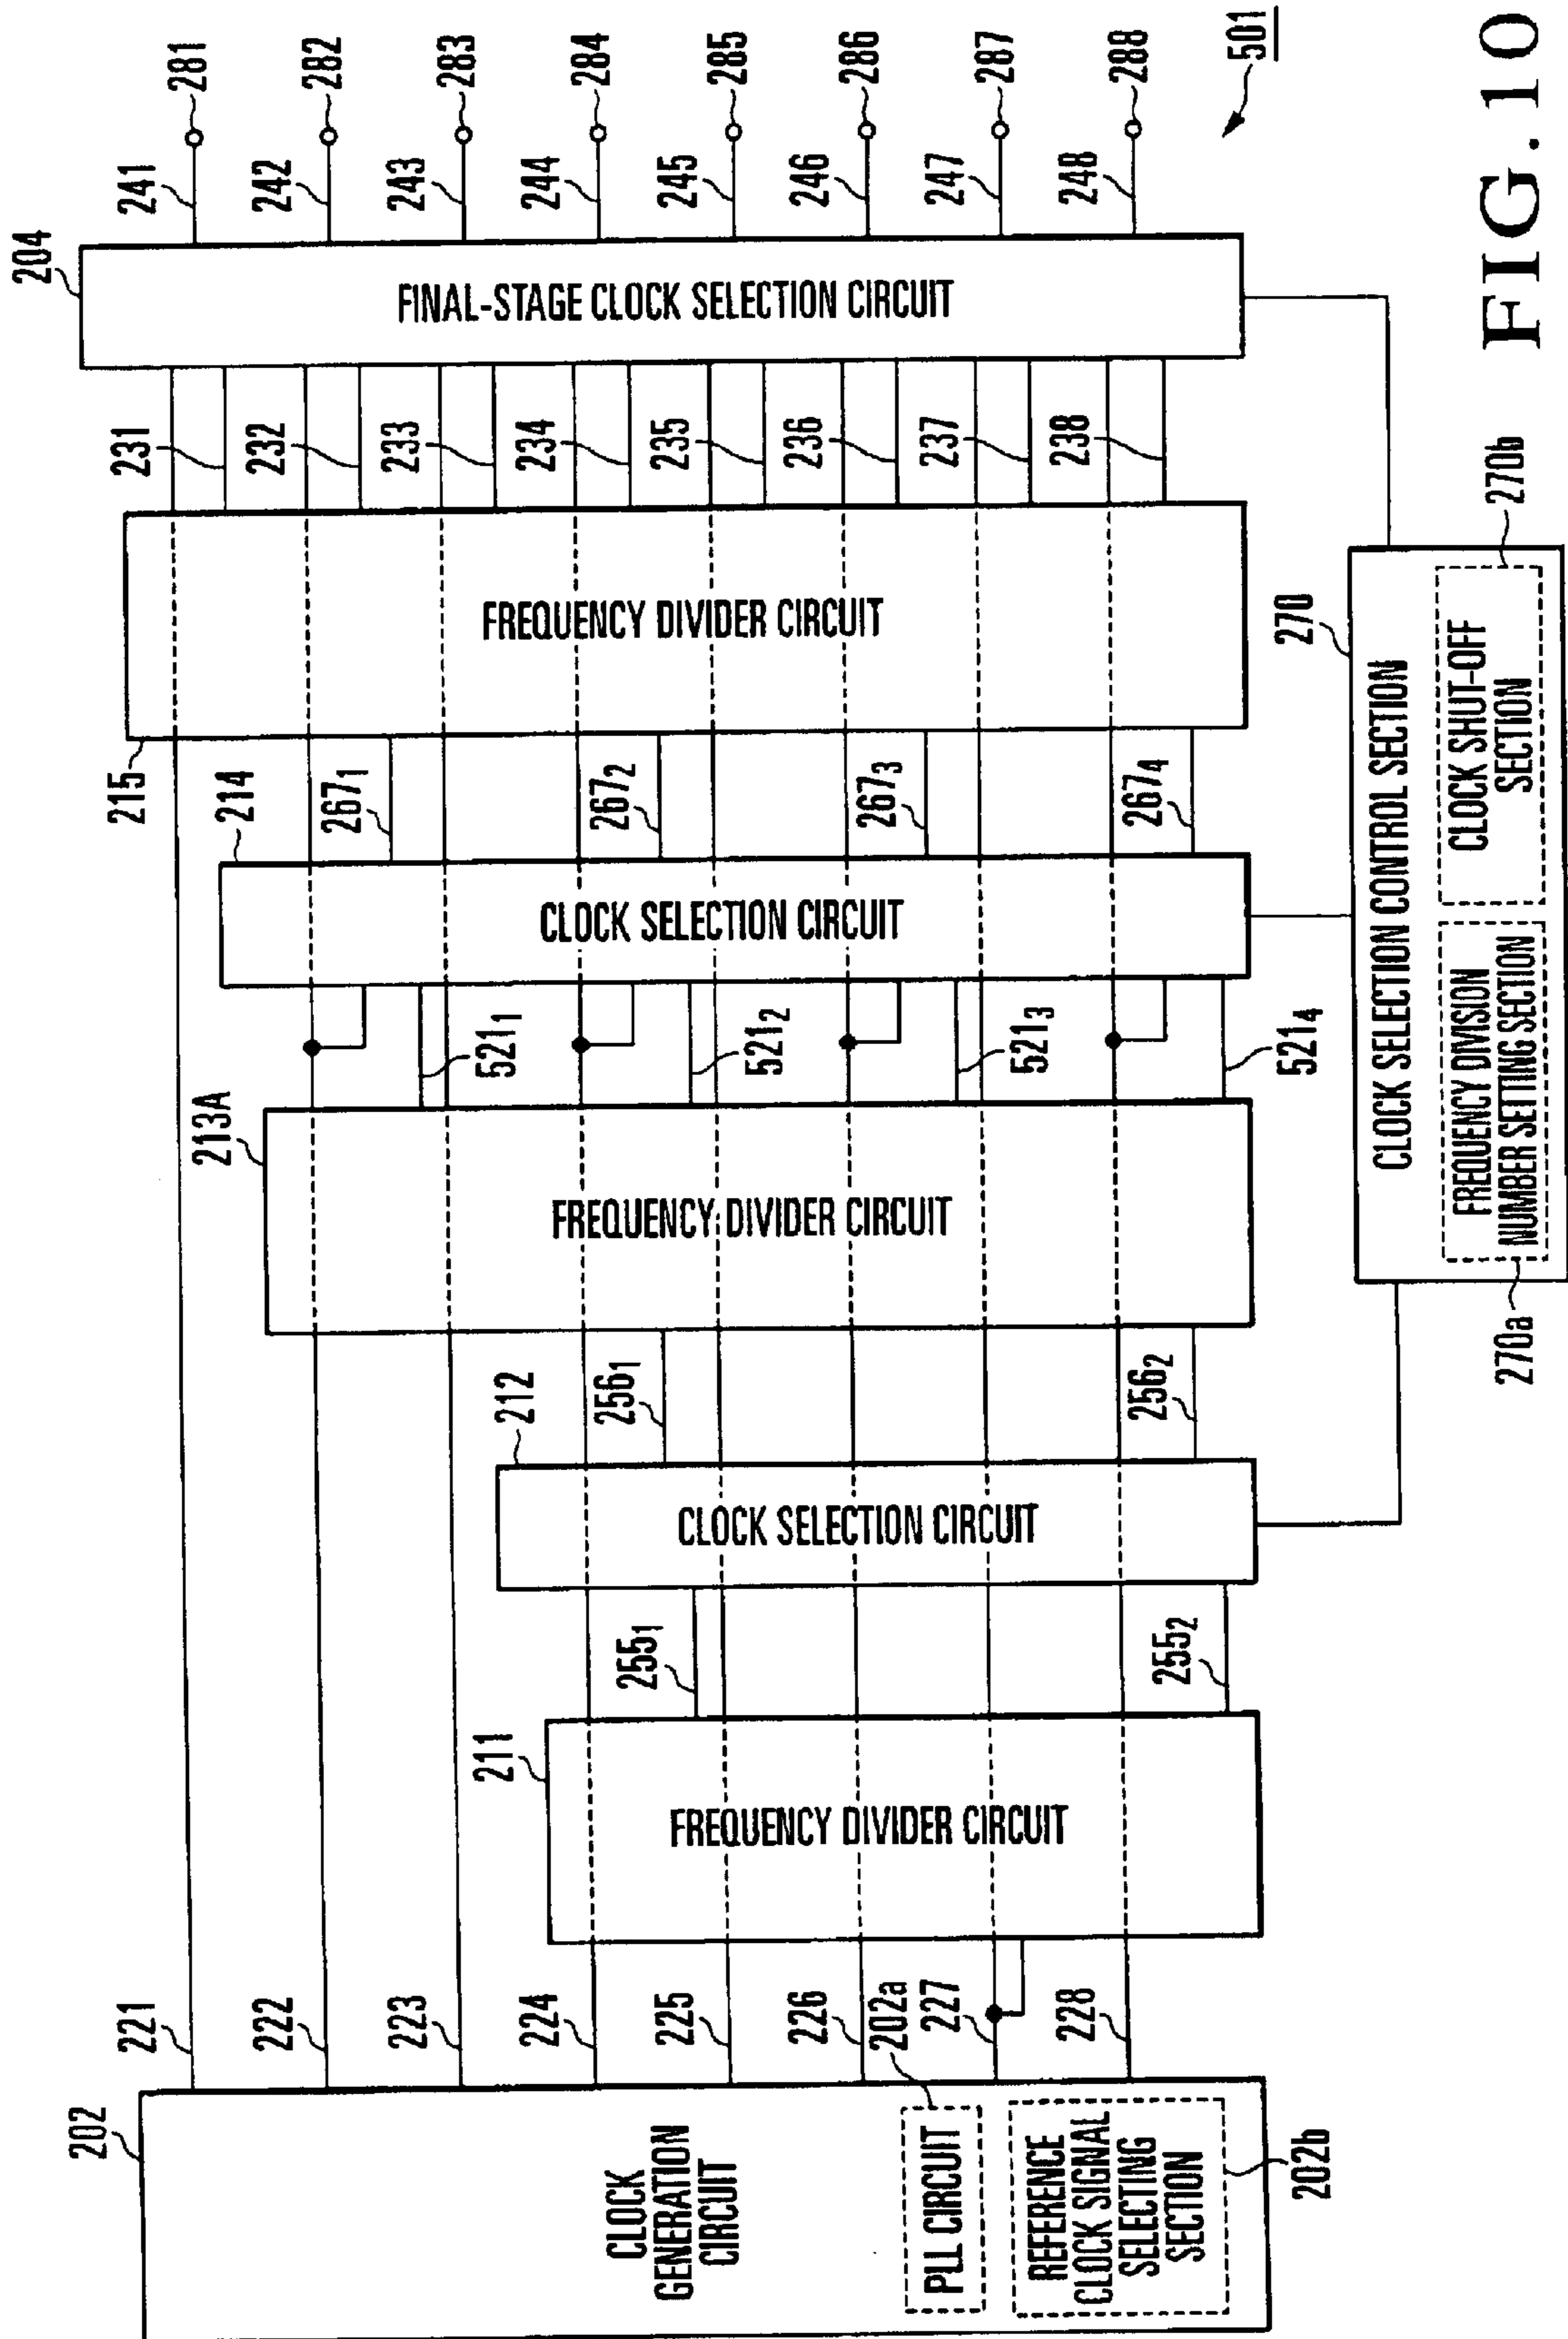 202
CLOCK
GENERATION
CIRCUIT
PLL CIRCUIT
202a
REFERENCE
CLOCK SIGNAL
SELECTING
SECTION
202b
221
222
223
224
225
226
227
228
211
FREQUENCY DIVIDER CIRCUIT
255₁
255₂
212
CLOCK SELECTION CIRCUIT
256₁
256₂
213A
FREQUENCY DIVIDER CIRCUIT
521₁
521₂
521₃
521₄
214
CLOCK SELECTION CIRCUIT
267₁
267₂
267₃
267₄
215
FREQUENCY DIVIDER CIRCUIT
231
232
233
234
235
236
237
238
204
FINAL-STAGE CLOCK SELECTION CIRCUIT
241
242
243
244
245
246
247
248
281
282
283
284
285
286
287
288
501
270
CLOCK SELECTION CONTROL SECTION
FREQUENCY DIVISION
NUMBER SETTING SECTION
270a
CLOCK SHUT-OFF
SECTION
270b
FIG.10